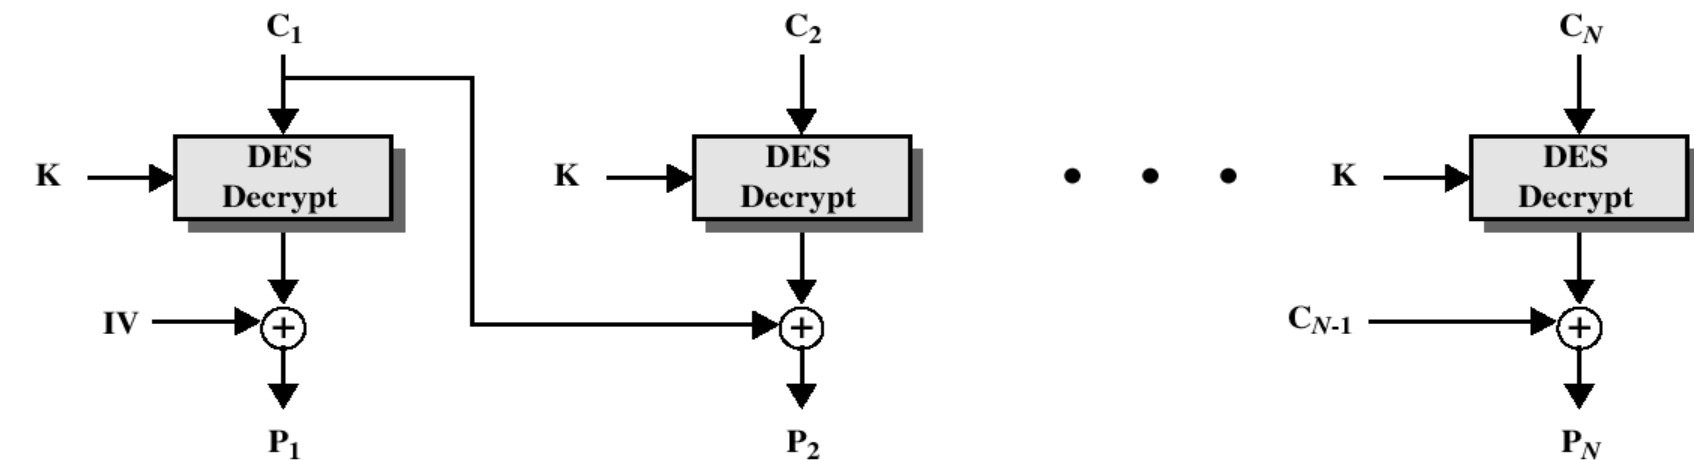 C1 C2 CN
K DES Decrypt K DES Decrypt • • • K DES Decrypt
IV + + CN-1 +
P1 P2 PN